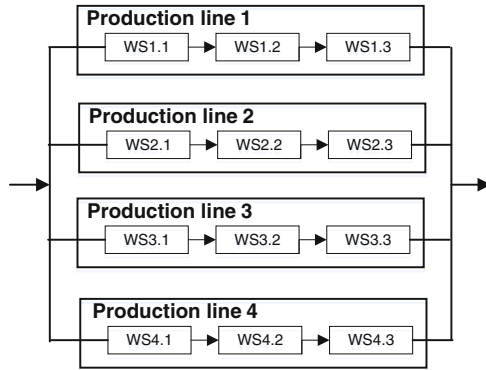 Production line 1
WS1.1 WS1.2 WS1.3
Production line 2
WS2.1 WS2.2 WS2.3
Production line 3
WS3.1 WS3.2 WS3.3
Production line 4
WS4.1 WS4.2 WS4.3